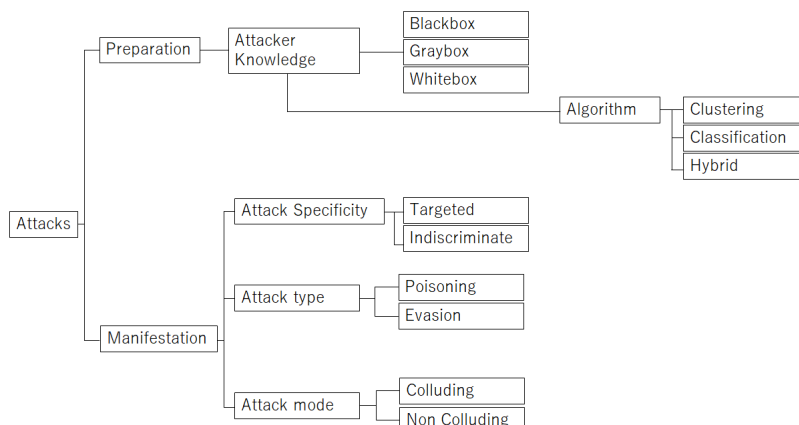 Blackbox
Preparation
Attacker
Knowledge
Graybox
Whitebox
Algorithm
Clustering
Classification
Hybrid
Attacks
Attack Specificity
Targeted
Indiscriminate
Attack type
Poisoning
Evasion
Manifestation
Attack mode
Colluding
Non Colluding